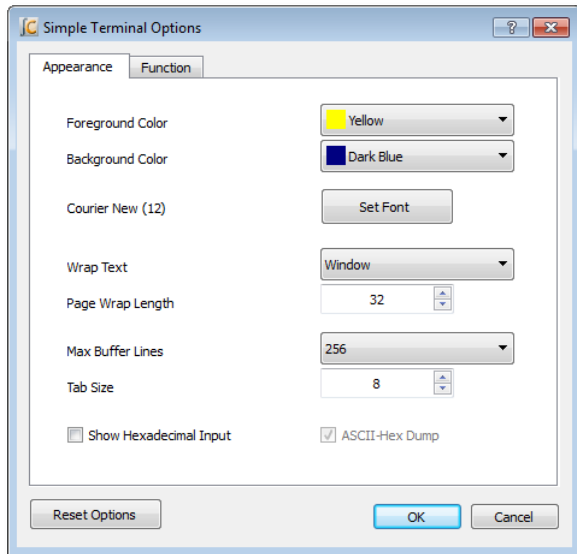 Simple Terminal Options
Appearance Function
Foreground Color Yellow
Background Color Dark Blue
Courier New (12) Set Font
Wrap Text Window
Page Wrap Length 32
Max Buffer Lines 256
Tab Size 8
Show Hexadecimal Input ASCII-Hex Dump
Reset Options OK Cancel